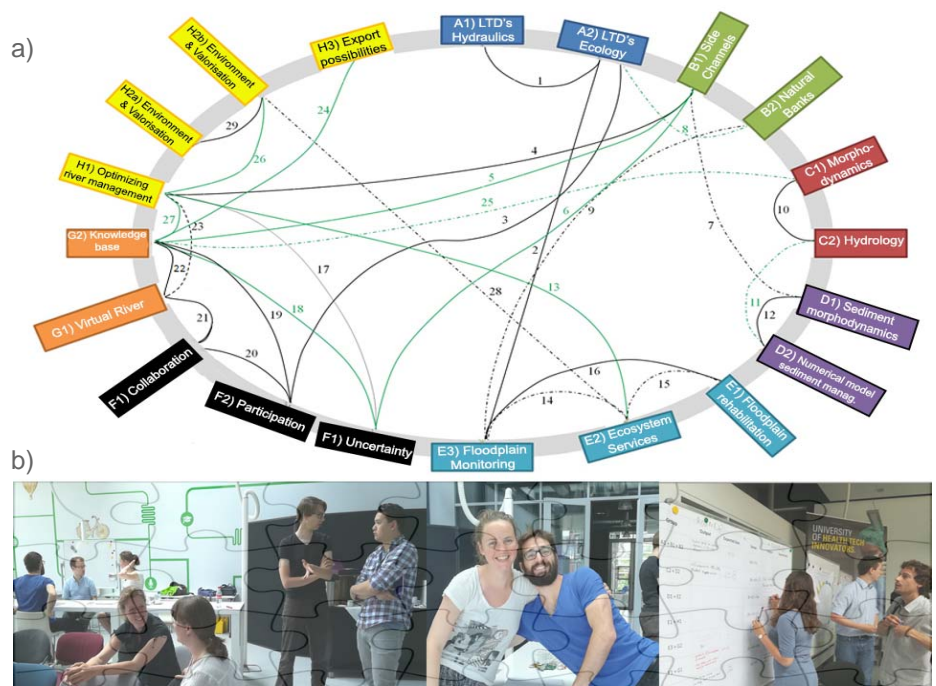 a)
A1) LTD's
Hydraulics
A2) LTD's
Ecology
B1) Side
Channels
B2) Natural
Banks
C1) Morpho-
dynamics
C2) Hydrology
D1) Sediment
morphodynamics
D2) Numerical model
sediment manag.
E1) Floodplain
rehabilitation
E2) Ecosystem
Services
E3) Floodplain
Monitoring
F1) Uncertainty
F2) Participation
F1) Collaboration
G1) Virtual River
G2) Knowledge
base
H1) Optimizing
river management
H2a) Environment
& Valorisation
H2b) Environment
& Valorisation
H3) Export
possibilities
1
2
3
4
5
6
7
8
9
10
11
12
13
14
15
16
17
18
19
20
21
22
23
24
25
26
27
28
29
b)
UNIVERSITY
OF HEALTH TECH
INNOVATORS